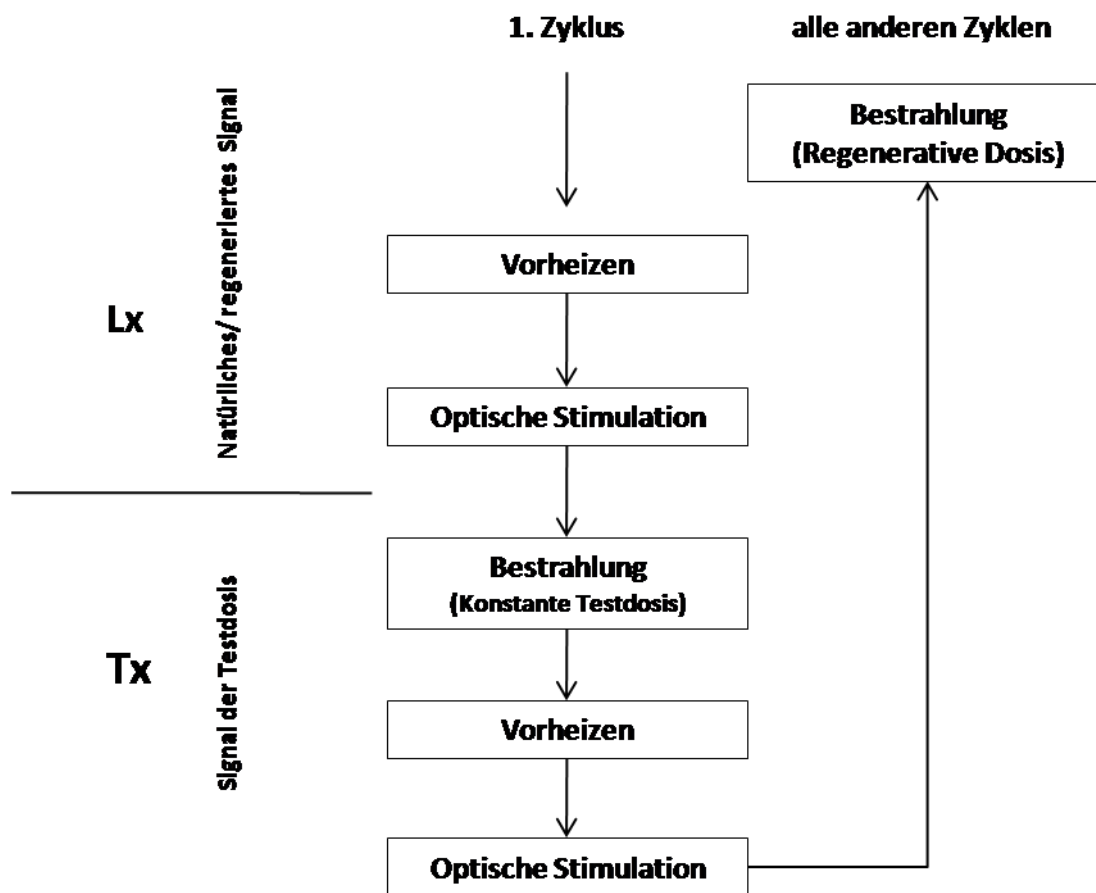 1. Zyklus
alle anderen Zyklen
Bestrahlung
(Regenerative Dosis)
Natürliches/ regeneriertes Signal
Lx
Vorheizen
Optische Stimulation
Bestrahlung
(Konstante Testdosis)
Tx
Signal der Testdosis
Vorheizen
Optische Stimulation